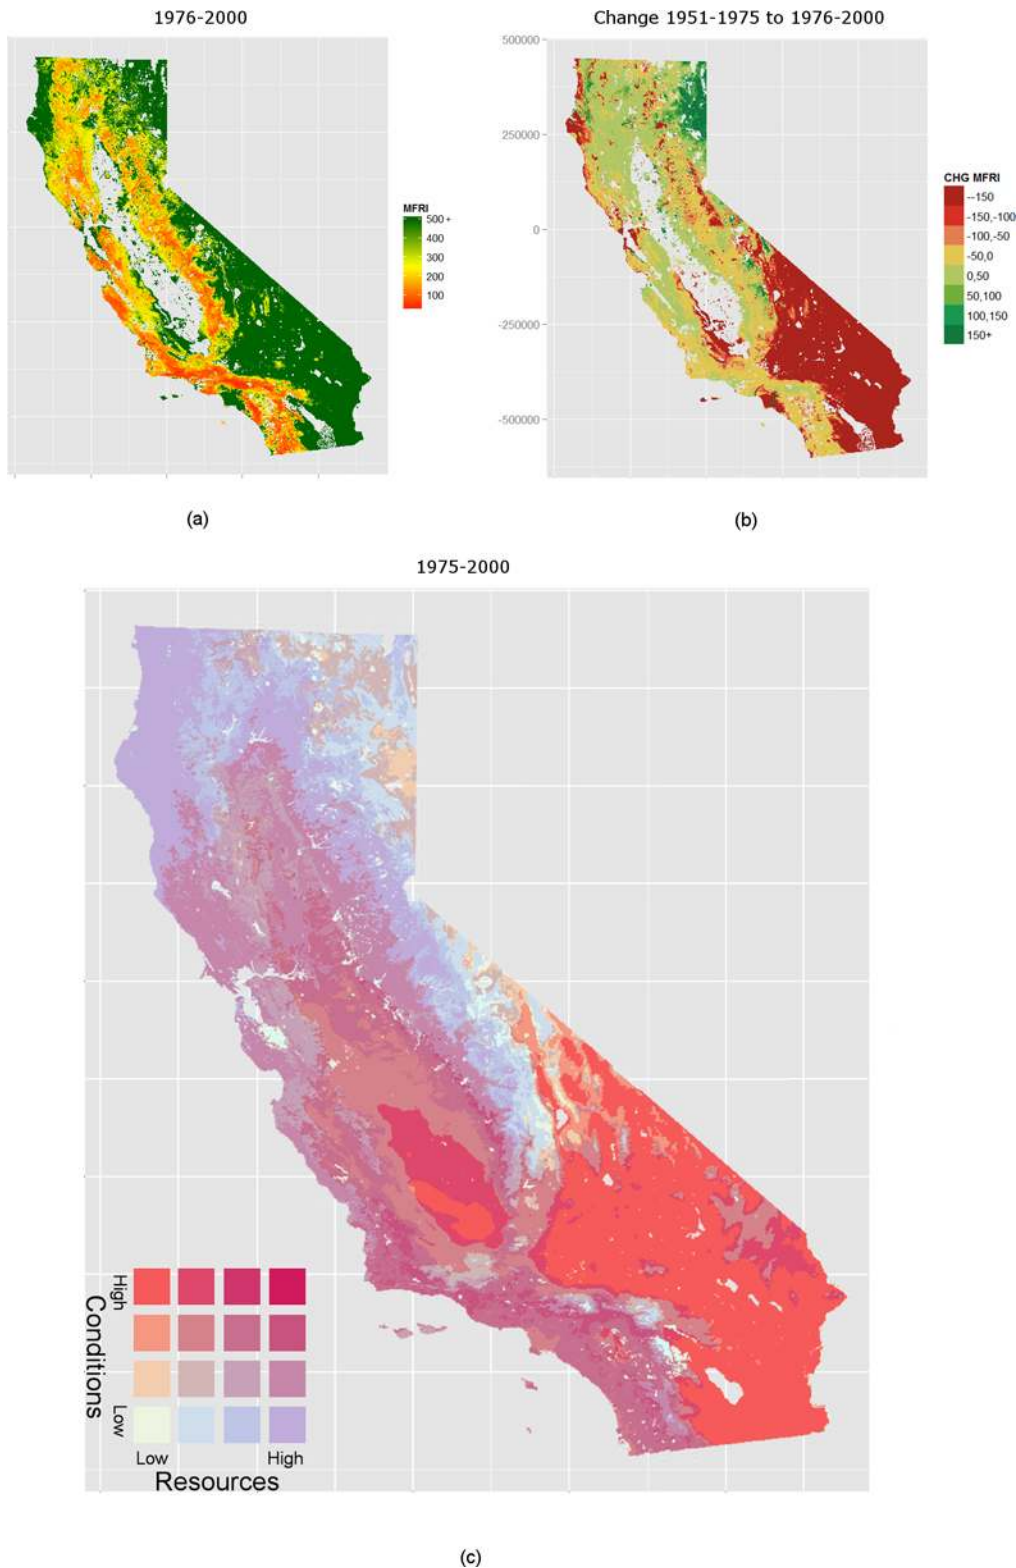 1976-2000
Change 1951-1975 to 1976-2000
MFRI
500+
400
300
200
100
500000
250000
0
-250000
-500000
CHG MFRI
--150
-150,-100
-100,-50
-50,0
0,50
50,100
100,150
150+
(a)
(b)
1975-2000
High
Conditions
Low
Low
High
Resources
(c)